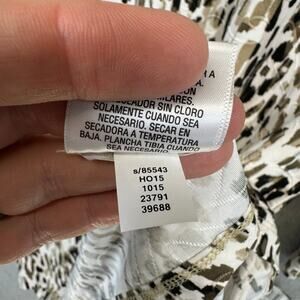 A
SIMILARES.
SOLAMENTE CUANDO SEA
NECESARIO. SECAR EN
SECADORA A TEMPERATURA
BAJA. PLANCHA TIBIA CUANDO
SEA NECESARIO
s/85543
HO15
1015
23791
39688